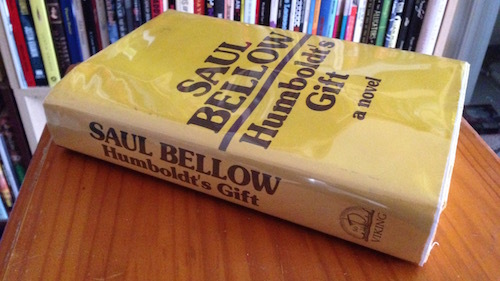 SAUL
BELLOW
Humboldt's
Gift
a novel
SAUL BELLOW
Humboldt's Gift
VIKING